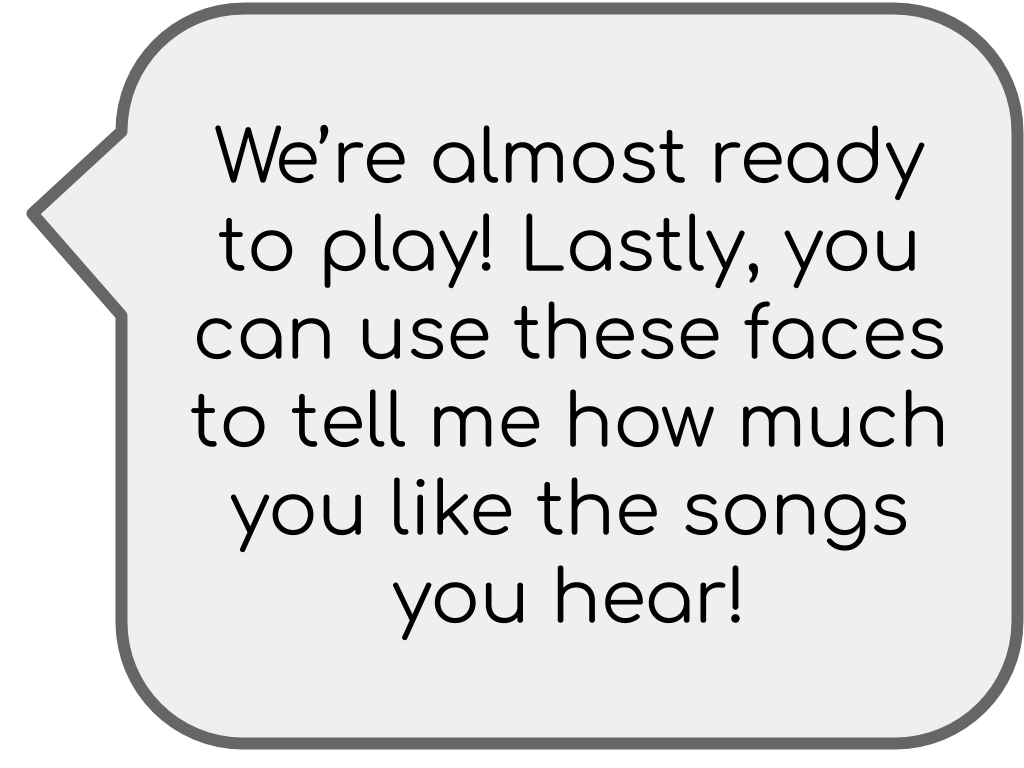 We’re almost ready
to play! Lastly, you
can use these faces
to tell me how much
you like the songs
you hear!